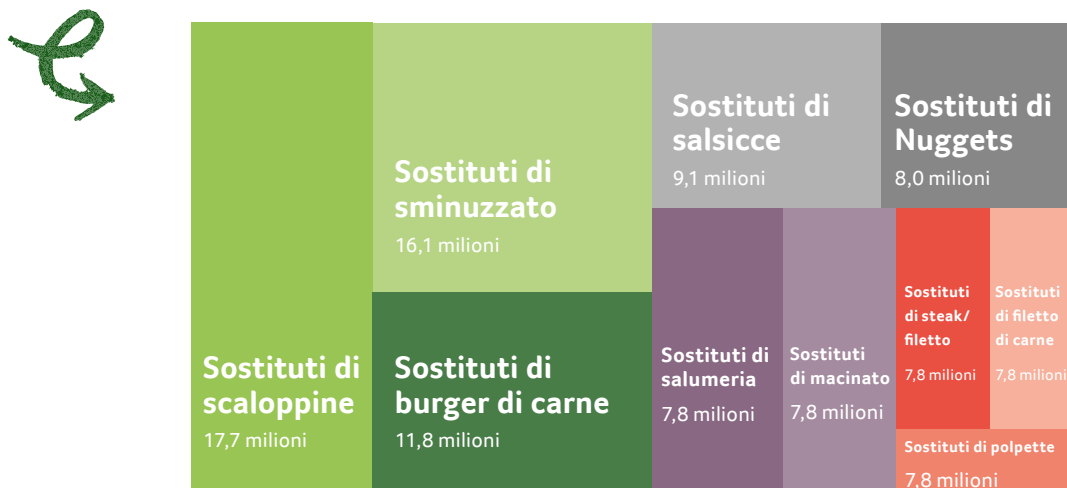 Sostituti di
scaloppine
17,7 milioni
Sostituti di
sminuzzato
16,1 milioni
Sostituti di
burger di carne
11,8 milioni
Sostituti di
salsicce
9,1 milioni
Sostituti di
Nuggets
8,0 milioni
Sostituti di
salumeria
7,8 milioni
Sostituti
di macinato
7,8 milioni
Sostituti
di steak/
filetto
7,8 milioni
Sostituti
di filetto
di carne
7,8 milioni
Sostituti di polpette
7,8 milioni